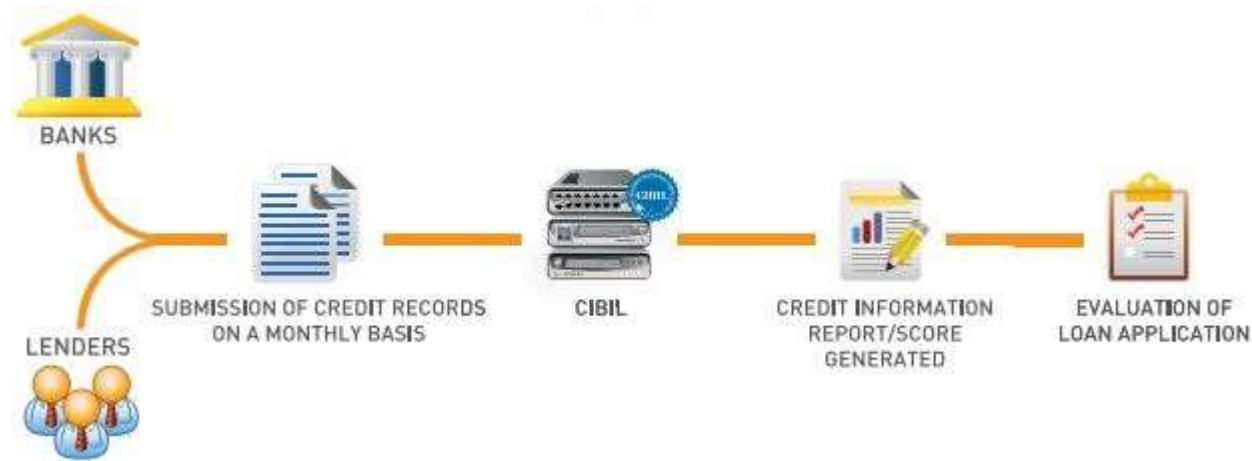 BANKS
LENDERS
SUBMISSION OF CREDIT RECORDS
ON A MONTHLY BASIS
CIBIL
CIBIL
CREDIT INFORMATION
REPORT/SCORE
GENERATED
EVALUATION OF
LOAN APPLICATION